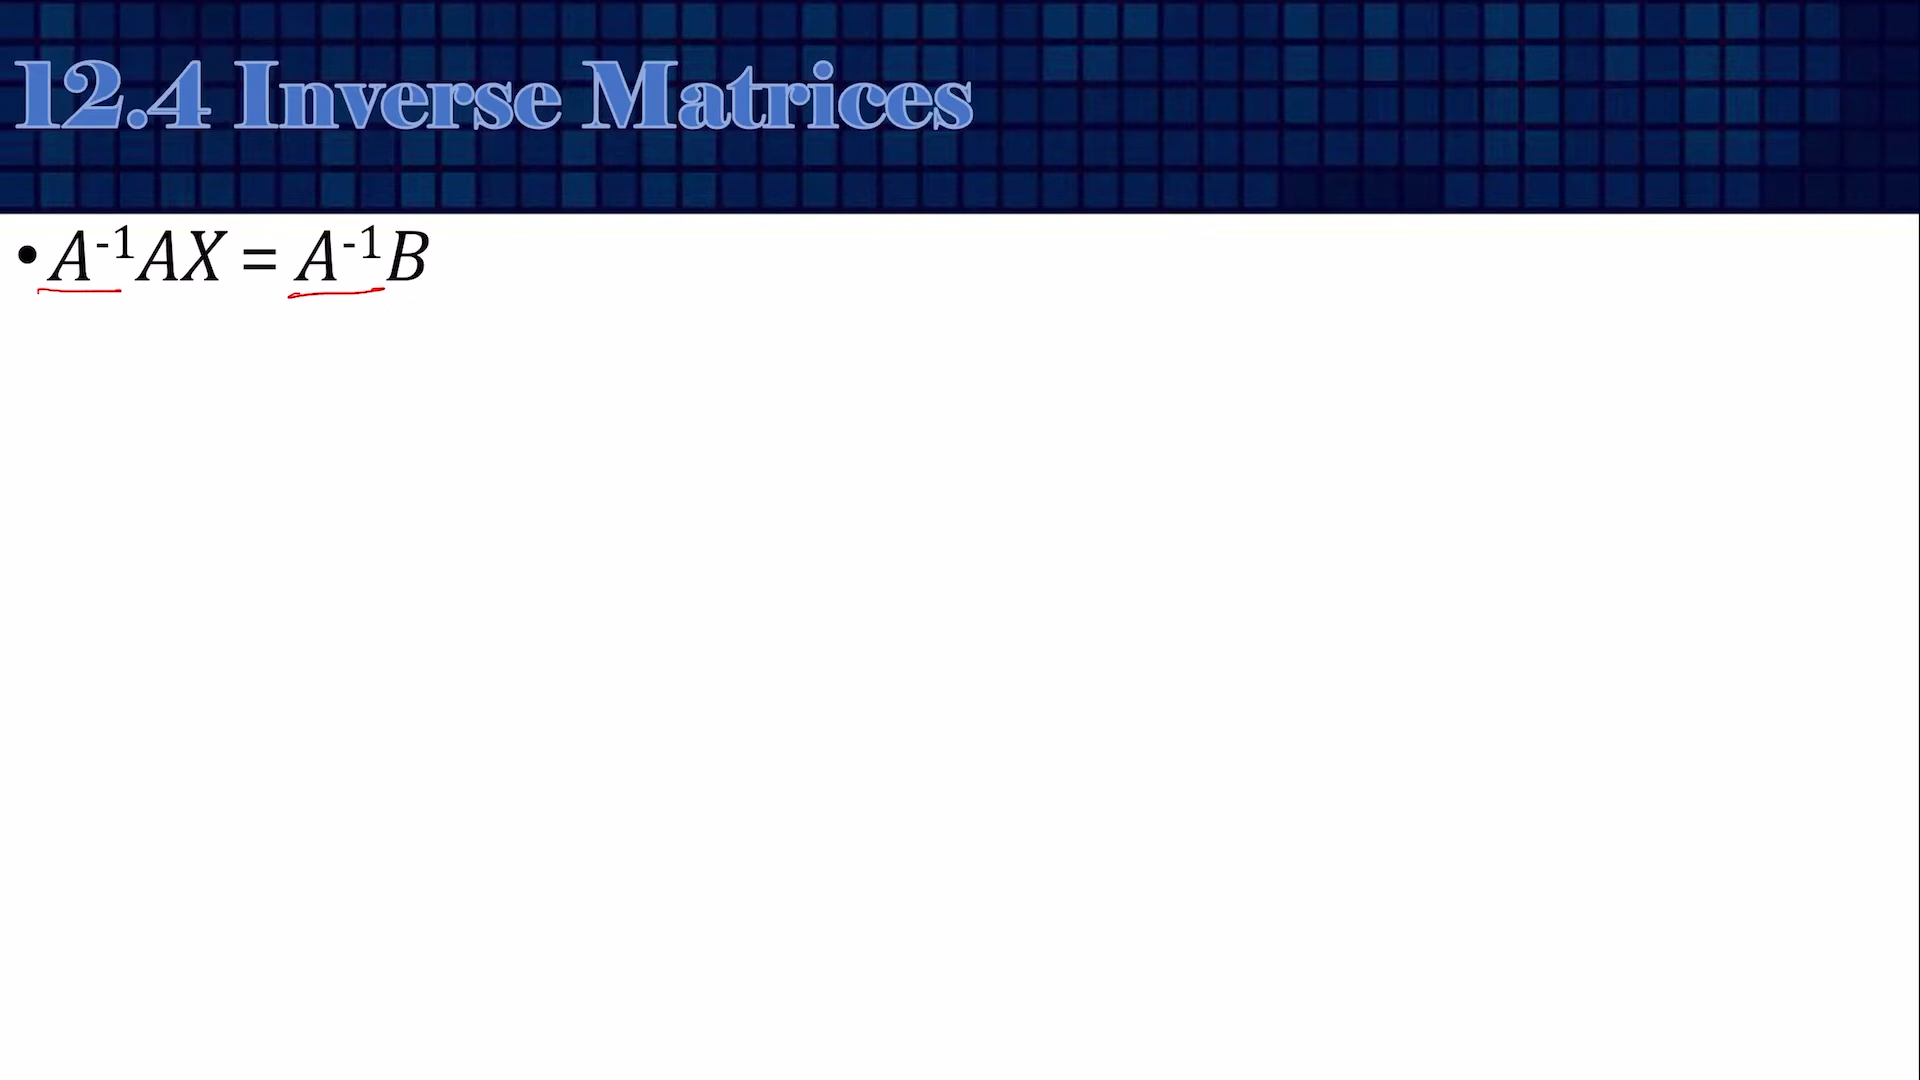 12.4 Inverse Matrices
• A⁻¹AX = A⁻¹B